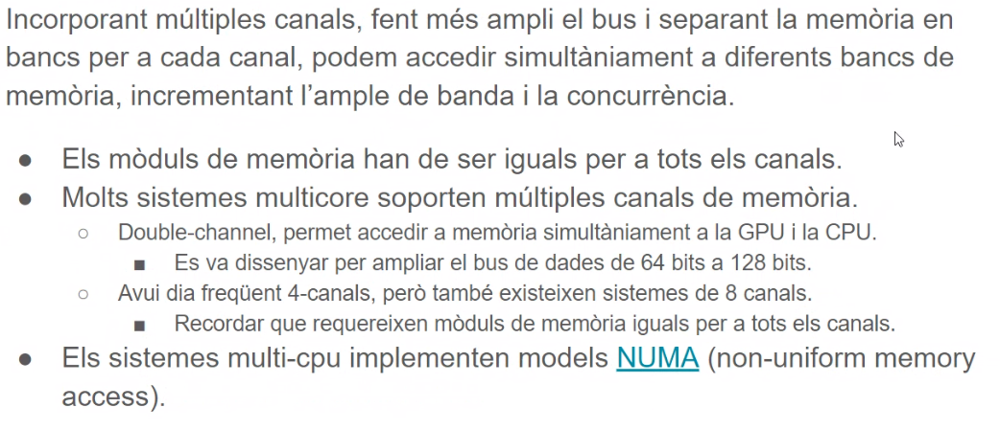 Incorporant múltiples canals, fent més ampli el bus i separant la memòria en
bancs per a cada canal, podem accedir simultàniament a diferents bancs de
memòria, incrementant l'ample de banda i la concurrència.
● Els mòduls de memòria han de ser iguals per a tots els canals.
● Molts sistemes multicore soporten múltiples canals de memòria.
○ Double-channel, permet accedir a memòria simultàniament a la GPU i la CPU.
■ Es va dissenyar per ampliar el bus de dades de 64 bits a 128 bits.
○ Avui dia freqüent 4-canals, però també existeixen sistemes de 8 canals.
■ Recordar que requereixen mòduls de memòria iguals per a tots els canals.
● Els sistemes multi-cpu implementen models NUMA (non-uniform memory
access).